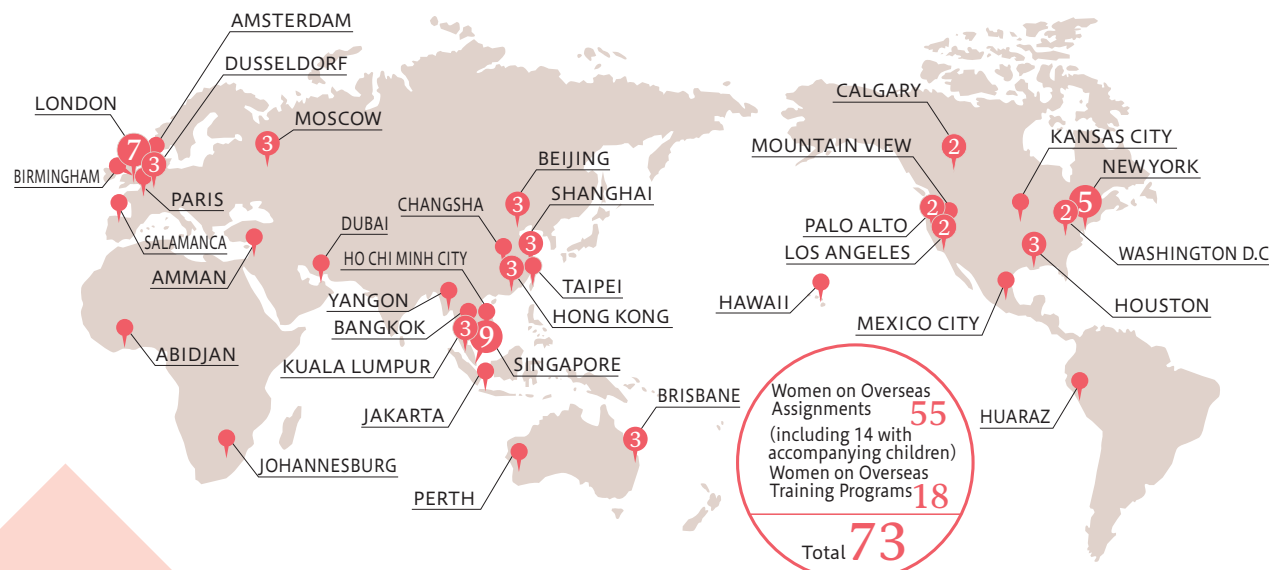 AMSTERDAM
DUSSELDORF
LONDON
7
3
MOSCOW
3
BIRMINGHAM
PARIS
SALAMANCA
AMMAN
DUBAI
ABIDJAN
JOHANNESBURG
BEIJING
3
SHANGHAI
3
CHANGSHA
HO CHI MINH CITY
3
TAIPEI
HONG KONG
YANGON
BANGKOK
3
9
KUALA LUMPUR
SINGAPORE
JAKARTA
BRISBANE
3
PERTH
CALGARY
2
MOUNTAIN VIEW
KANSAS CITY
NEW YORK
5
2
2
PALO ALTO
2
LOS ANGELES
3
WASHINGTON D.C
HAWAII
MEXICO CITY
HOUSTON
HUARAZ
Women on Overseas
Assignments 55
(including 14 with
accompanying children)
Women on Overseas
Training Programs 18
Total 73